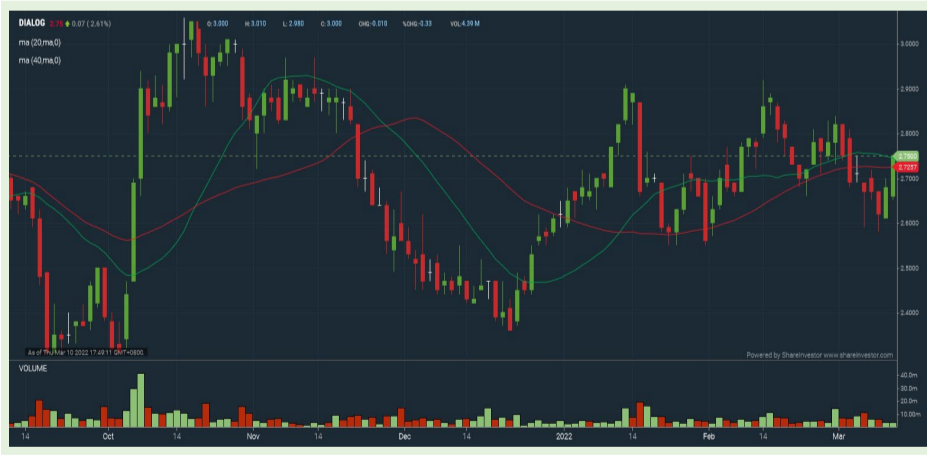 DIALOG 2.75 0.07 ( 2.61%) O:3.000 H:3.010 L: 2.980 C: 3.000 CHG:-0.010 %CHG:-0.33 VOL:4.39 M
ma (20,ma,0)
ma (40,ma,0)
3.0000
2.9000
2.8000
2.7500
2.7257
2.7000
2.6000
2.5000
2.4000
As of Thu Mar 10 2022 17:49:11 GMT+0800
Powered by ShareInvestor www.shareinvestor.com
VOLUME
40.0m
30.0m
20.0m
10.00m
14 Oct 14 Nov 14 Dec 14 2022 14 Feb 14 Mar